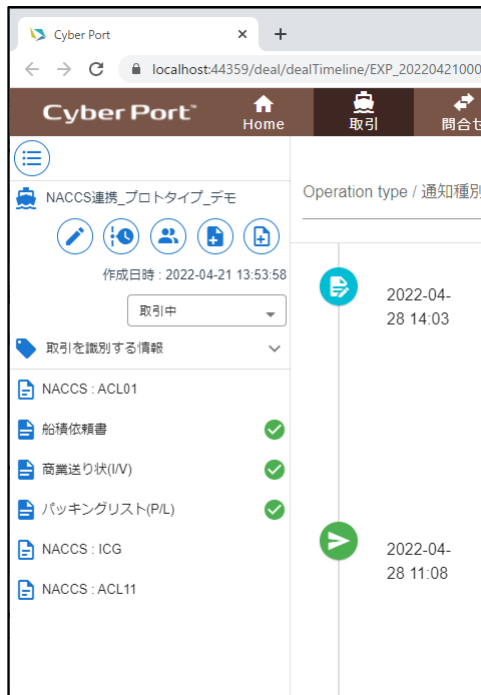 Cyber Port
localhost:44359/deal/dealTimeline/EXP_20220421000
Cyber Port™
Home
取引
問合せ
NACCS連携_プロトタイプ_デモ
Operation type / 通知種別
作成日時 : 2022-04-21 13:53:58
取引中
2022-04-
28 14:03
取引を識別する情報
NACCS : ACL01
船積依頼書
商業送り状(I/V)
パッキングリスト(P/L)
NACCS : ICG
2022-04-
28 11:08
NACCS : ACL11